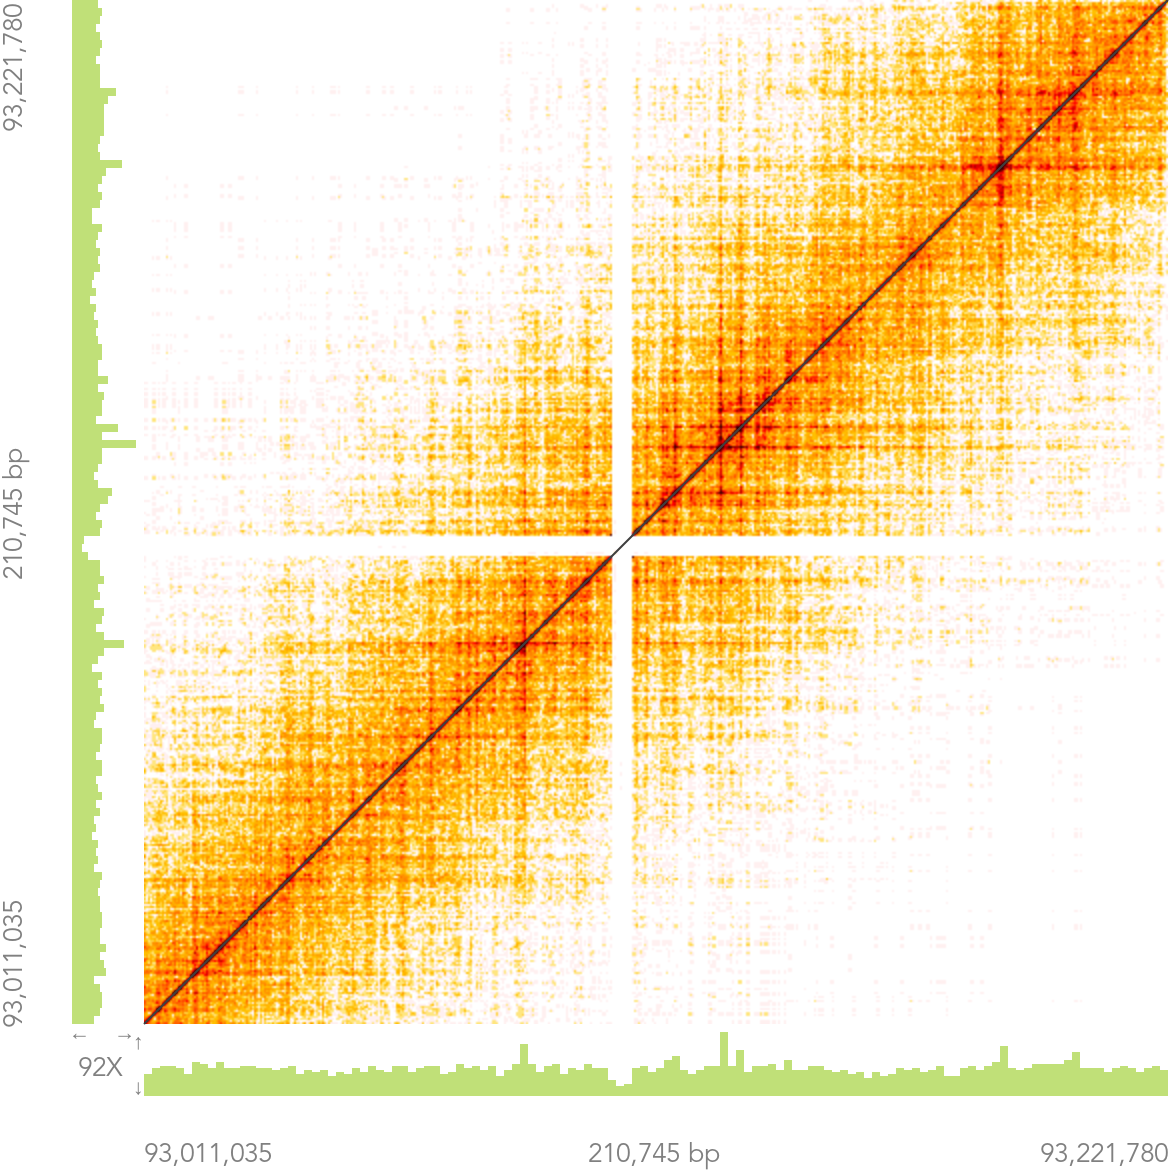 93,221,780
210,745 bp
93,011,035
← →
↑
92X
↓
93,011,035 210,745 bp 93,221,780